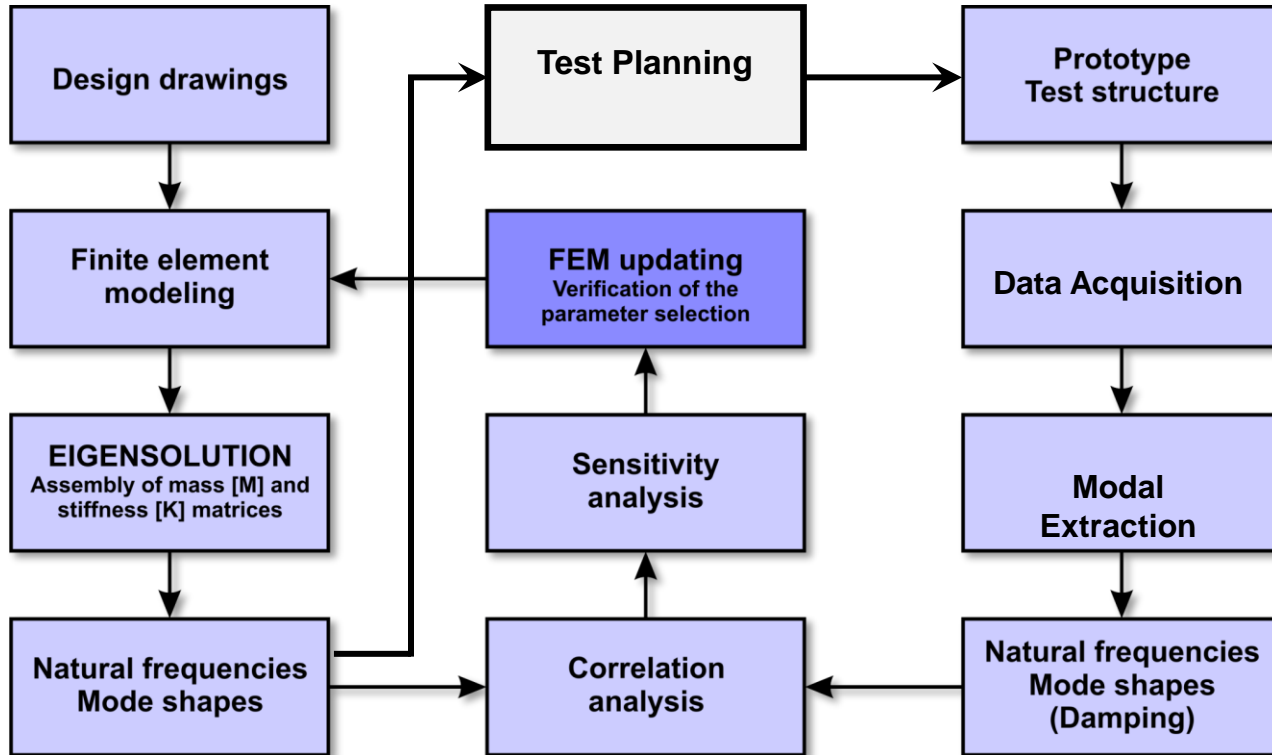 Design drawings
Finite element
modeling
EIGENSOLUTION
Assembly of mass [M] and
stiffness [K] matrices
Natural frequencies
Mode shapes
Test Planning
FEM updating
Verification of the
parameter selection
Sensitivity
analysis
Correlation
analysis
Prototype
Test structure
Data Acquisition
Modal
Extraction
Natural frequencies
Mode shapes
(Damping)